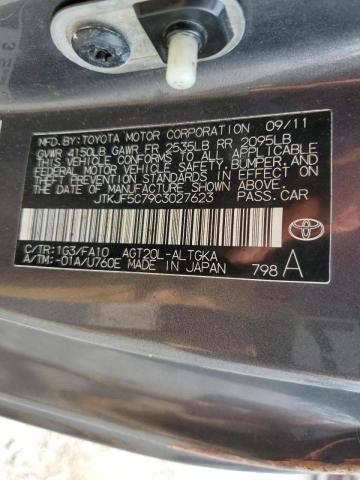 MFD.BY:TOYOTA MOTOR CORPORATION 09/11
GVWR 4150LB GAWR FR 2535LB RR 2095LB
THIS VEHICLE CONFORMS TO ALL APPLICABLE
FEDERAL MOTOR VEHICLE SAFETY, BUMPER, AND
THEFT PREVENTION STANDARDS IN EFFECT ON
THE DATE OF MANUFACTURE SHOWN ABOVE.
JTKJF5C79C3027623 PASS.CAR
C/TR:1G3/FA10 AGT20L-ALTGKA
A/TM:-01A/U760E MADE IN JAPAN 798 A